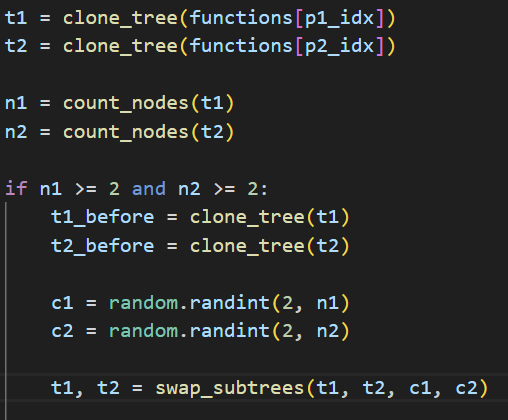 t1 = clone_tree(functions[p1_idx])
t2 = clone_tree(functions[p2_idx])

n1 = count_nodes(t1)
n2 = count_nodes(t2)

if n1 >= 2 and n2 >= 2:
    t1_before = clone_tree(t1)
    t2_before = clone_tree(t2)

    c1 = random.randint(2, n1)
    c2 = random.randint(2, n2)

    t1, t2 = swap_subtrees(t1, t2, c1, c2)